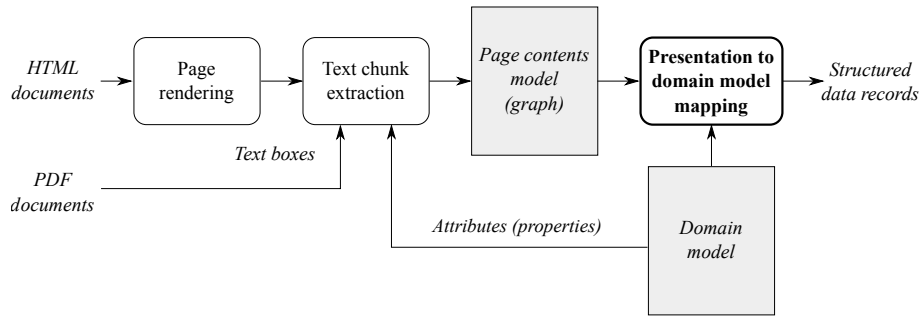 HTML
documents
Page
rendering
Text chunk
extraction
Page contents
model
(graph)
Presentation to
domain model
mapping
Structured
data records
Text boxes
PDF
documents
Attributes (properties)
Domain
model